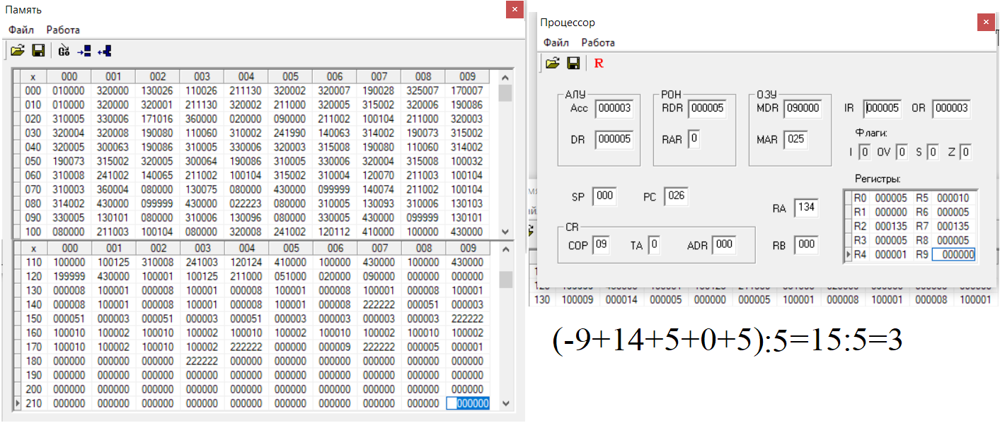 Память
Файл Работа
Go
x 000 001 002 003 004 005 006 007 008 009
000 010000 320000 130026 110026 211130 320002 320007 190028 325007 170007
010 010000 320000 320001 211130 320002 211000 320005 315002 320006 190086
020 310005 330006 171016 360000 020000 090000 211002 100104 211000 320003
030 320004 320008 190080 110060 310002 241990 140063 314002 190073 315002
040 320005 300063 190086 310005 330006 320003 315008 190080 110060 314002
050 190073 315002 320005 300064 190086 310005 330006 320004 315008 100032
060 310008 241002 140065 211002 100104 315002 310004 120070 211003 100104
070 310003 360004 080000 130075 080000 430000 099999 140074 211002 100104
080 314002 430000 099999 430000 022223 080000 310005 130093 310006 130103
090 330005 130101 080000 310006 130096 080000 330005 430000 099999 130101
100 080000 211003 100104 080000 320008 241002 120112 410000 100000 430000
x 000 001 002 003 004 005 006 007 008 009
110 100000 100125 310008 241003 120124 410000 100000 430000 100000 430000
120 199999 430000 100001 100125 211000 051000 020000 090000 000000 000000
130 000008 100001 000008 100001 000008 100001 000008 100001 000008 100001
140 000008 100001 000008 100001 000008 100001 000008 222222 000051 000003
150 000051 000003 000051 000003 000051 000003 000003 000003 000003 222222
160 100010 100002 100010 100002 100010 100002 100010 100002 100010 100002
170 100010 100002 100010 100002 222222 000000 000009 222222 000005 000001
180 000000 000000 000000 222222 000000 000000 000000 000000 000000 000000
190 000000 000000 000000 000000 000000 000000 000000 000000 000000 000000
200 000000 000000 000000 000000 000000 000000 000000 000000 000000 000000
210 000000 000000 000000 000000 000000 000000 000000 000000 000000 000000
Процессор
Файл Работа
R
АЛУ РОН ОЗУ
Acc 000003 RDR 000005 MDR 090000 IR 000005 OR 000003
DR 000005 RAR 0 MAR 025
Флаги:
I 0 OV 0 S 0 Z 0
Регистры:
SP 000 PC 026 RA 134
R0 000005 R5 000010
R1 000000 R6 000005
R2 000135 R7 000135
R3 000005 R8 000005
R4 000001 R9 000000
CR
COP 09 TA 0 ADR 000 RB 000
130 100009 000014 000005 000000 000005 100001 000008 100001 000008 100001
(-9+14+5+0+5):5=15:5=3